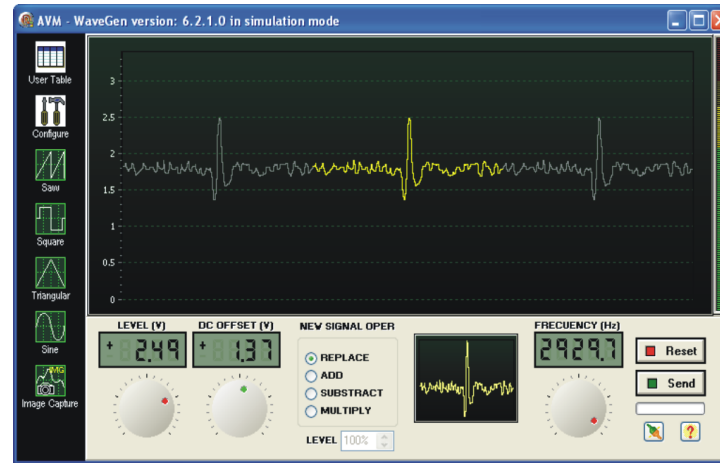 AVM - WaveGen version: 6.2.1.0 in simulation mode
User Table
Configure
Saw
Square
Triangular
Sine
IMG
Image Capture
3
2.5
2
1.5
1
0.5
0
LEVEL (V)
+ 2.49
DC OFFSET (V)
+ 1.37
NEW SIGNAL OPER
REPLACE
ADD
SUBSTRACT
MULTIPLY
LEVEL 100%
FRECUENCY (Hz)
2929.7
Reset
Send
?